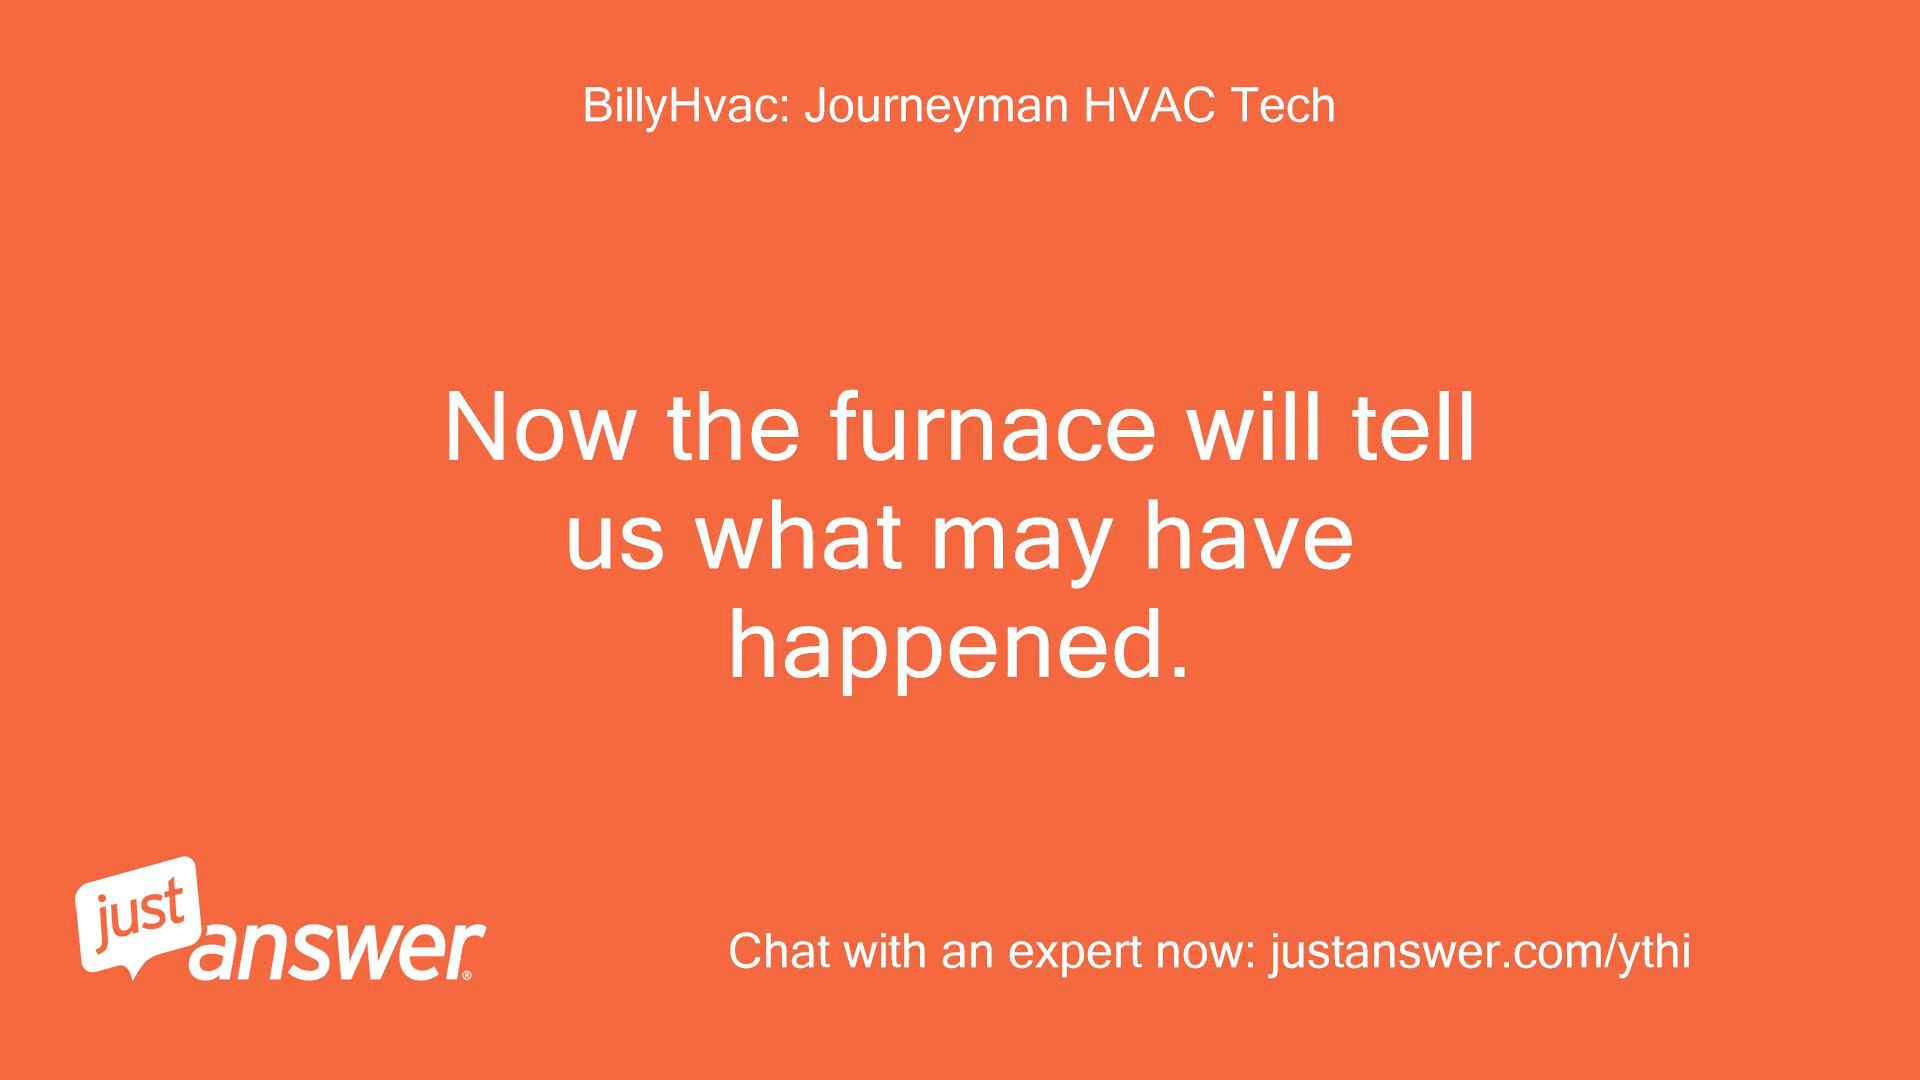 BillyHvac: Journeyman HVAC Tech
Now the furnace will tell
us what may have
happened.
just
answer®
Chat with an expert now: justanswer.com/ythi